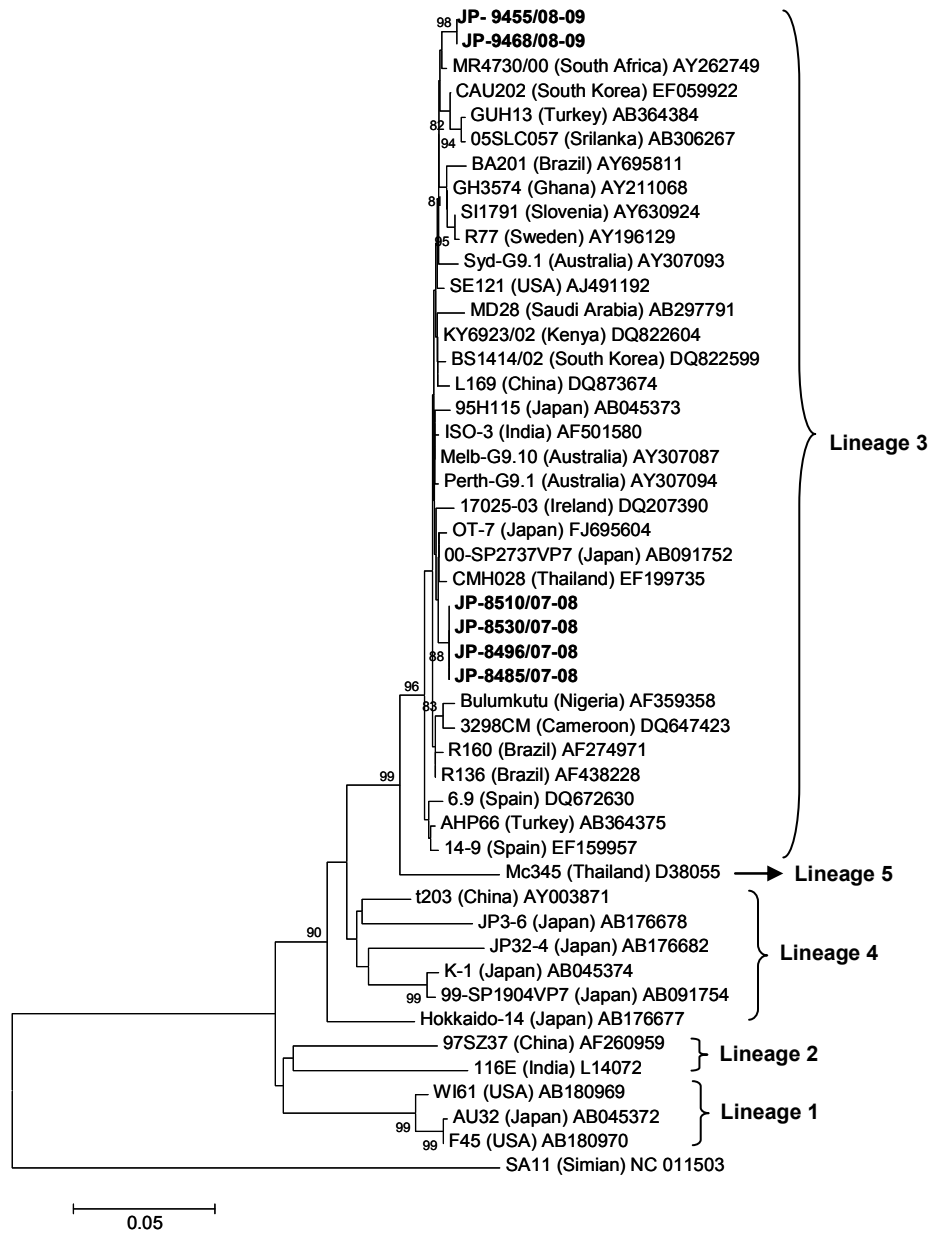 98
JP- 9455/08-09
JP-9468/08-09
MR4730/00 (South Africa) AY262749
CAU202 (South Korea) EF059922
GUH13 (Turkey) AB364384
82
05SLC057 (Srilanka) AB306267
94
BA201 (Brazil) AY695811
GH3574 (Ghana) AY211068
81
SI1791 (Slovenia) AY630924
R77 (Sweden) AY196129
95
Syd-G9.1 (Australia) AY307093
SE121 (USA) AJ491192
MD28 (Saudi Arabia) AB297791
KY6923/02 (Kenya) DQ822604
BS1414/02 (South Korea) DQ822599
L169 (China) DQ873674
95H115 (Japan) AB045373
ISO-3 (India) AF501580
Lineage 3
Melb-G9.10 (Australia) AY307087
Perth-G9.1 (Australia) AY307094
17025-03 (Ireland) DQ207390
OT-7 (Japan) FJ695604
00-SP2737VP7 (Japan) AB091752
CMH028 (Thailand) EF199735
JP-8510/07-08
JP-8530/07-08
JP-8496/07-08
88
JP-8485/07-08
96
Bulumkutu (Nigeria) AF359358
83
3298CM (Cameroon) DQ647423
R160 (Brazil) AF274971
R136 (Brazil) AF438228
99
6.9 (Spain) DQ672630
AHP66 (Turkey) AB364375
14-9 (Spain) EF159957
Mc345 (Thailand) D38055
Lineage 5
t203 (China) AY003871
JP3-6 (Japan) AB176678
90
JP32-4 (Japan) AB176682
Lineage 4
K-1 (Japan) AB045374
99-SP1904VP7 (Japan) AB091754
99
Hokkaido-14 (Japan) AB176677
97SZ37 (China) AF260959
Lineage 2
116E (India) L14072
WI61 (USA) AB180969
Lineage 1
AU32 (Japan) AB045372
99
F45 (USA) AB180970
99
SA11 (Simian) NC 011503
0.05